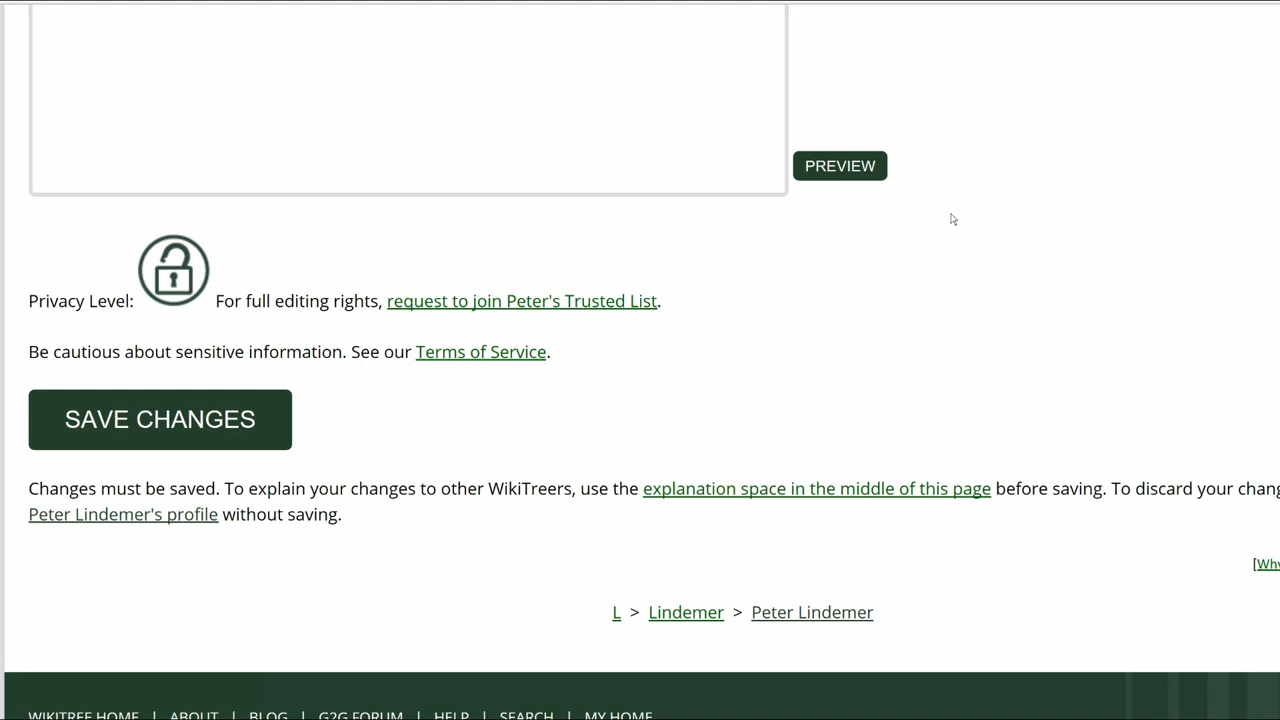 PREVIEW
Privacy Level: For full editing rights, request to join Peter's Trusted List.
Be cautious about sensitive information. See our Terms of Service.
SAVE CHANGES
Changes must be saved. To explain your changes to other WikiTreers, use the explanation space in the middle of this page before saving. To discard your
Peter Lindemer's profile without saving.
[Why
L > Lindemer > Peter Lindemer
WIKITREE HOME | ABOUT | BLOG | G2G FORUM | HELP | SEARCH | MY HOME